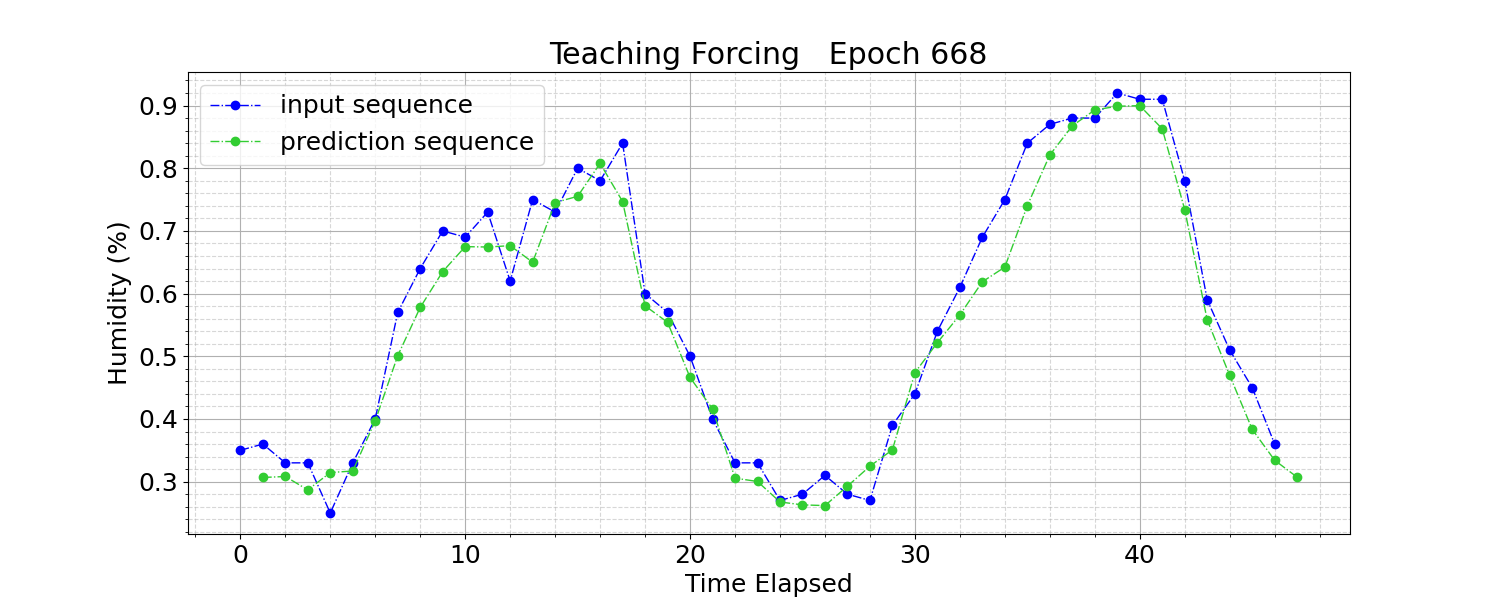 Teaching Forcing   Epoch 668
input sequence
prediction sequence
Humidity (%)
0.9
0.8
0.7
0.6
0.5
0.4
0.3
0 10 20 30 40
Time Elapsed